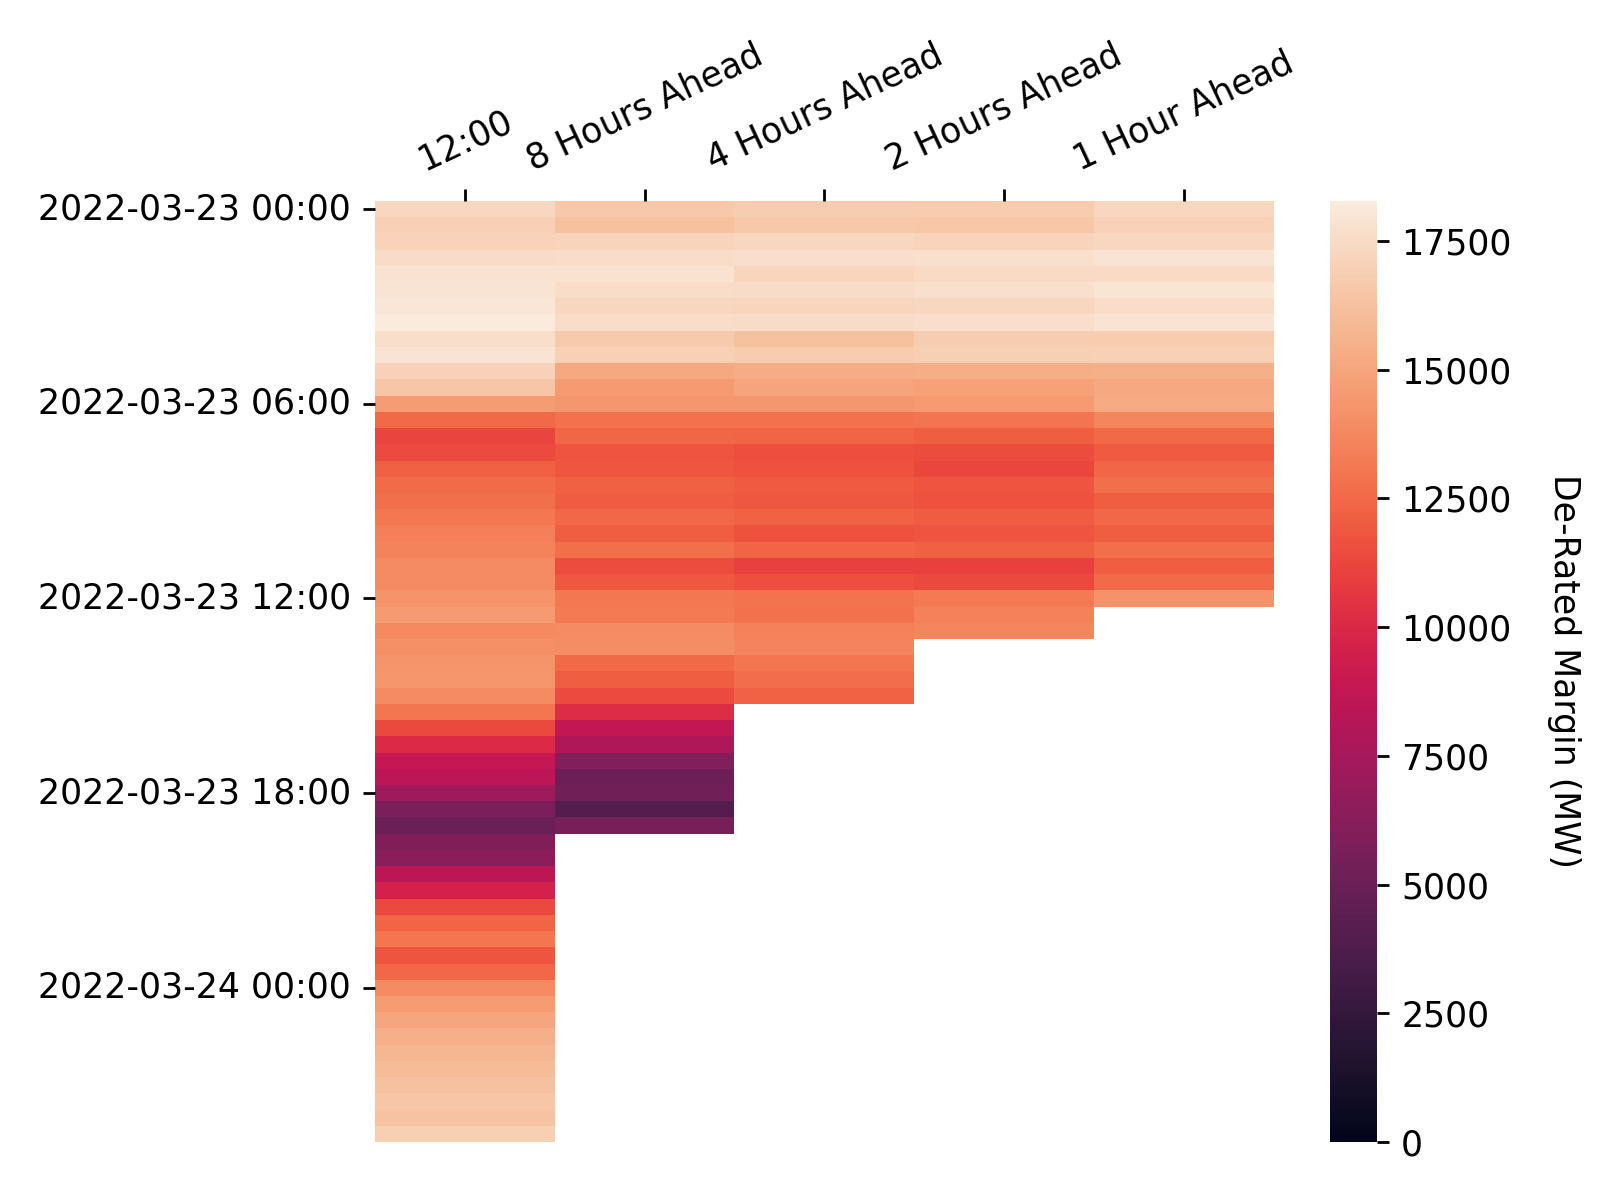 12:00
8 Hours Ahead
4 Hours Ahead
2 Hours Ahead
1 Hour Ahead
2022-03-23 00:00
2022-03-23 06:00
2022-03-23 12:00
2022-03-23 18:00
2022-03-24 00:00
17500
15000
12500
10000
7500
5000
2500
0
De-Rated Margin (MW)